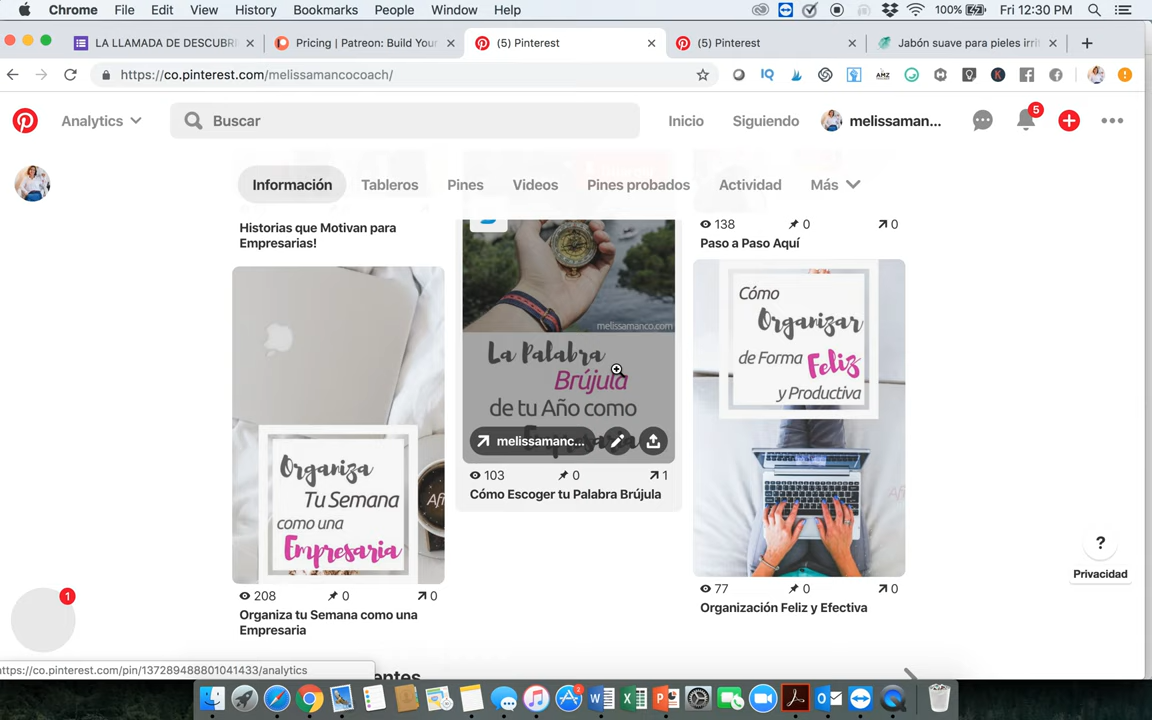 Chrome File Edit View History Bookmarks People Window Help
100% Fri 12:30 PM
LA LLAMADA DE DESCUBRI
Pricing | Patreon: Build Your
(5) Pinterest
(5) Pinterest
Jabón suave para pieles irrit
https://co.pinterest.com/melissamancocoach/
IQ
AMZ
K
Analytics
Buscar
Inicio
Siguiendo
melissaman...
5
Información
Tableros
Pines
Videos
Pines probados
Actividad
Más
Historias que Motivan para
Empresarias!
Organiza
Tu Semana
como una
Empresaria
208 0 0
Organiza tu Semana como una
Empresaria
melissamanco.com
La Palabra
Brújula
de tu Año como
Empresaria
melissamanc...
103 0 1
Cómo Escoger tu Palabra Brújula
138 0 0
Paso a Paso Aquí
Cómo
Organizar
de Forma Feliz
y Productiva
77 0 0
Organización Feliz y Efectiva
?
Privacidad
1
https://co.pinterest.com/pin/137289488801041433/analytics
entes
2